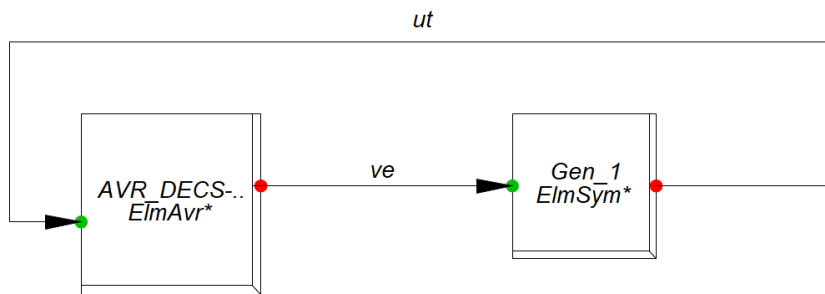 ut
ve
AVR_DECS-..
ElmAvr*
Gen_1
ElmSym*